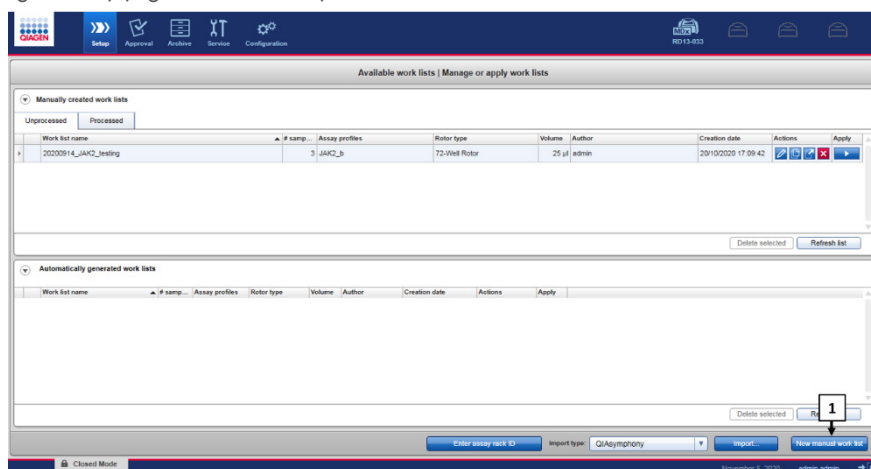 QIAGEN
Setup Approval Archive Service Configuration
MDx
RD13-033
Available work lists | Manage or apply work lists
Manually created work lists
Unprocessed Processed
Work list name # samp... Assay profiles Rotor type Volume Author Creation date Actions Apply
20200914_JAK2_testing 3 JAK2_b 72-Well Rotor 25 µl admin 20/10/2020 17:09:42
Delete selected Refresh list
Automatically generated work lists
Work list name # samp... Assay profiles Rotor type Volume Author Creation date Actions Apply
Delete selected
1
Enter assay rack ID Import type: QIAsymphony Import... New manual work list
Closed Mode November 5, 2020 admin admin